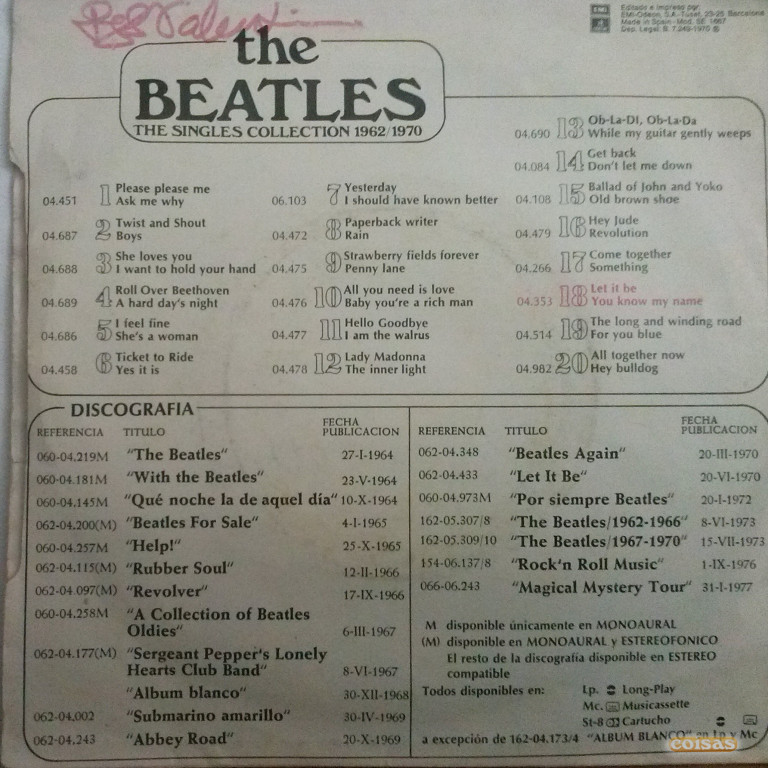 the
BEATLES
THE SINGLES COLLECTION 1962/1970
EMI
Editado e impreso por
EMI-Odeon, S.A.-Tuset, 23-25 Barcelona
Made in Spain - Mod. SE 1667
Dep. Legal. B. 7.249-1970 ℗
04.451 1 Please please me
Ask me why
04.687 2 Twist and Shout
Boys
04.688 3 She loves you
I want to hold your hand
04.689 4 Roll Over Beethoven
A hard day's night
04.686 5 I feel fine
She's a woman
04.458 6 Ticket to Ride
Yes it is
06.103 7 Yesterday
I should have known better
04.472 8 Paperback writer
Rain
04.475 9 Strawberry fields forever
Penny lane
04.476 10 All you need is love
Baby you're a rich man
04.477 11 Hello Goodbye
I am the walrus
04.478 12 Lady Madonna
The inner light
04.690 13 Ob-La-DI, Ob-La-Da
While my guitar gently weeps
04.084 14 Get back
Don't let me down
04.108 15 Ballad of John and Yoko
Old brown shoe
04.479 16 Hey Jude
Revolution
04.266 17 Come together
Something
04.353 18 Let it be
You know my name
04.514 19 The long and winding road
For you blue
04.982 20 All together now
Hey bulldog
DISCOGRAFIA
REFERENCIA TITULO FECHA PUBLICACION
060-04.219M "The Beatles" 27-I-1964
060-04.181M "With the Beatles" 23-V-1964
060-04.145M "Qué noche la de aquel día" 10-X-1964
062-04.200(M) "Beatles For Sale" 4-I-1965
060-04.257M "Help!" 25-X-1965
062-04.115(M) "Rubber Soul" 12-II-1966
062-04.097(M) "Revolver" 17-IX-1966
060-04.258M "A Collection of Beatles
Oldies" 6-III-1967
062-04.177(M) "Sergeant Pepper's Lonely
Hearts Club Band" 8-VI-1967
"Album blanco" 30-XII-1968
062-04.002 "Submarino amarillo" 30-IV-1969
062-04.243 "Abbey Road" 20-X-1969
REFERENCIA TITULO FECHA PUBLICACION
062-04.348 "Beatles Again" 20-III-1970
062-04.433 "Let It Be" 20-VI-1970
060-04.973M "Por siempre Beatles" 20-I-1972
162-05.307/8 "The Beatles/1962-1966" 8-VI-1973
162-05.309/10 "The Beatles/1967-1970" 15-VII-1973
154-06.137/8 "Rock'n Roll Music" 1-IX-1976
066-06.243 "Magical Mystery Tour" 31-I-1977
M disponible únicamente en MONOAURAL
(M) disponible en MONOAURAL y ESTEREOFONICO
El resto de la discografía disponible en ESTEREO
compatible
Todos disponibles en: Lp. Long-Play
Mc. Musicassette
St-8 Cartucho
a excepción de 162-04.173/4 "ALBUM BLANCO" en Lp y Mc
coisas